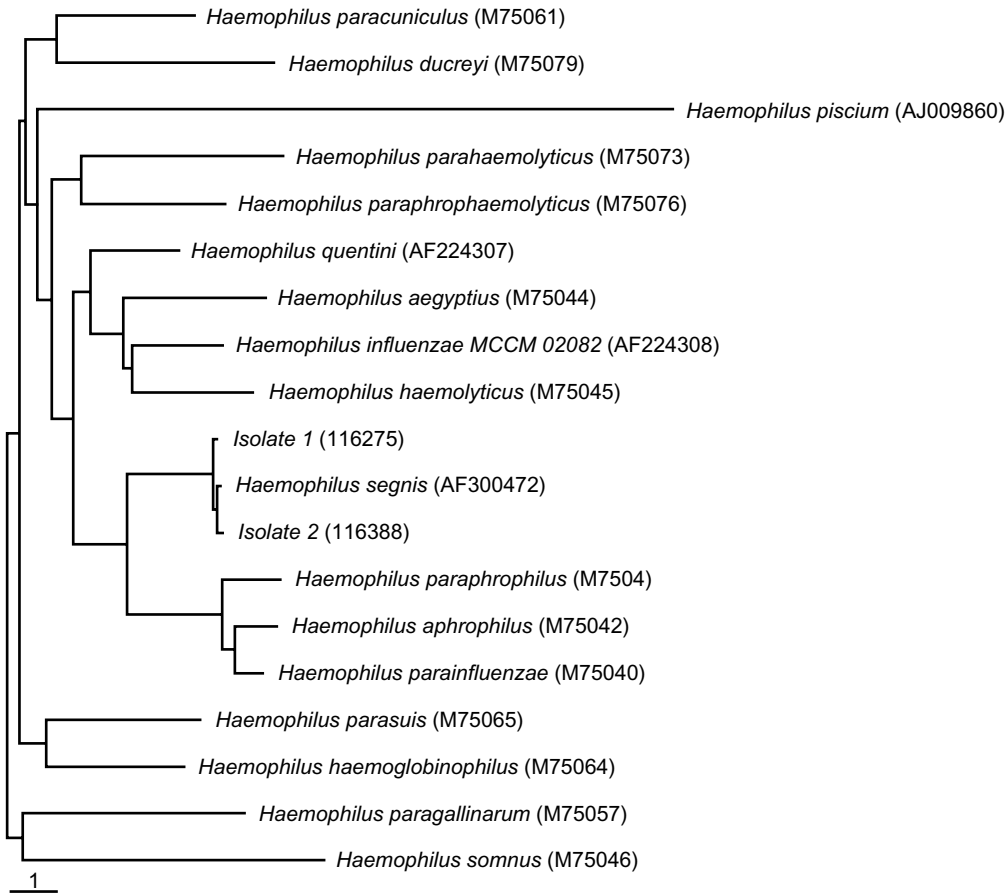 Haemophilus paracuniculus (M75061)
Haemophilus ducreyi (M75079)
Haemophilus piscium (AJ009860)
Haemophilus parahaemolyticus (M75073)
Haemophilus paraphrophaemolyticus (M75076)
Haemophilus quentini (AF224307)
Haemophilus aegyptius (M75044)
Haemophilus influenzae MCCM 02082 (AF224308)
Haemophilus haemolyticus (M75045)
Isolate 1 (116275)
Haemophilus segnis (AF300472)
Isolate 2 (116388)
Haemophilus paraphrophilus (M7504)
Haemophilus aphrophilus (M75042)
Haemophilus parainfluenzae (M75040)
Haemophilus parasuis (M75065)
Haemophilus haemoglobinophilus (M75064)
Haemophilus paragallinarum (M75057)
Haemophilus somnus (M75046)
1